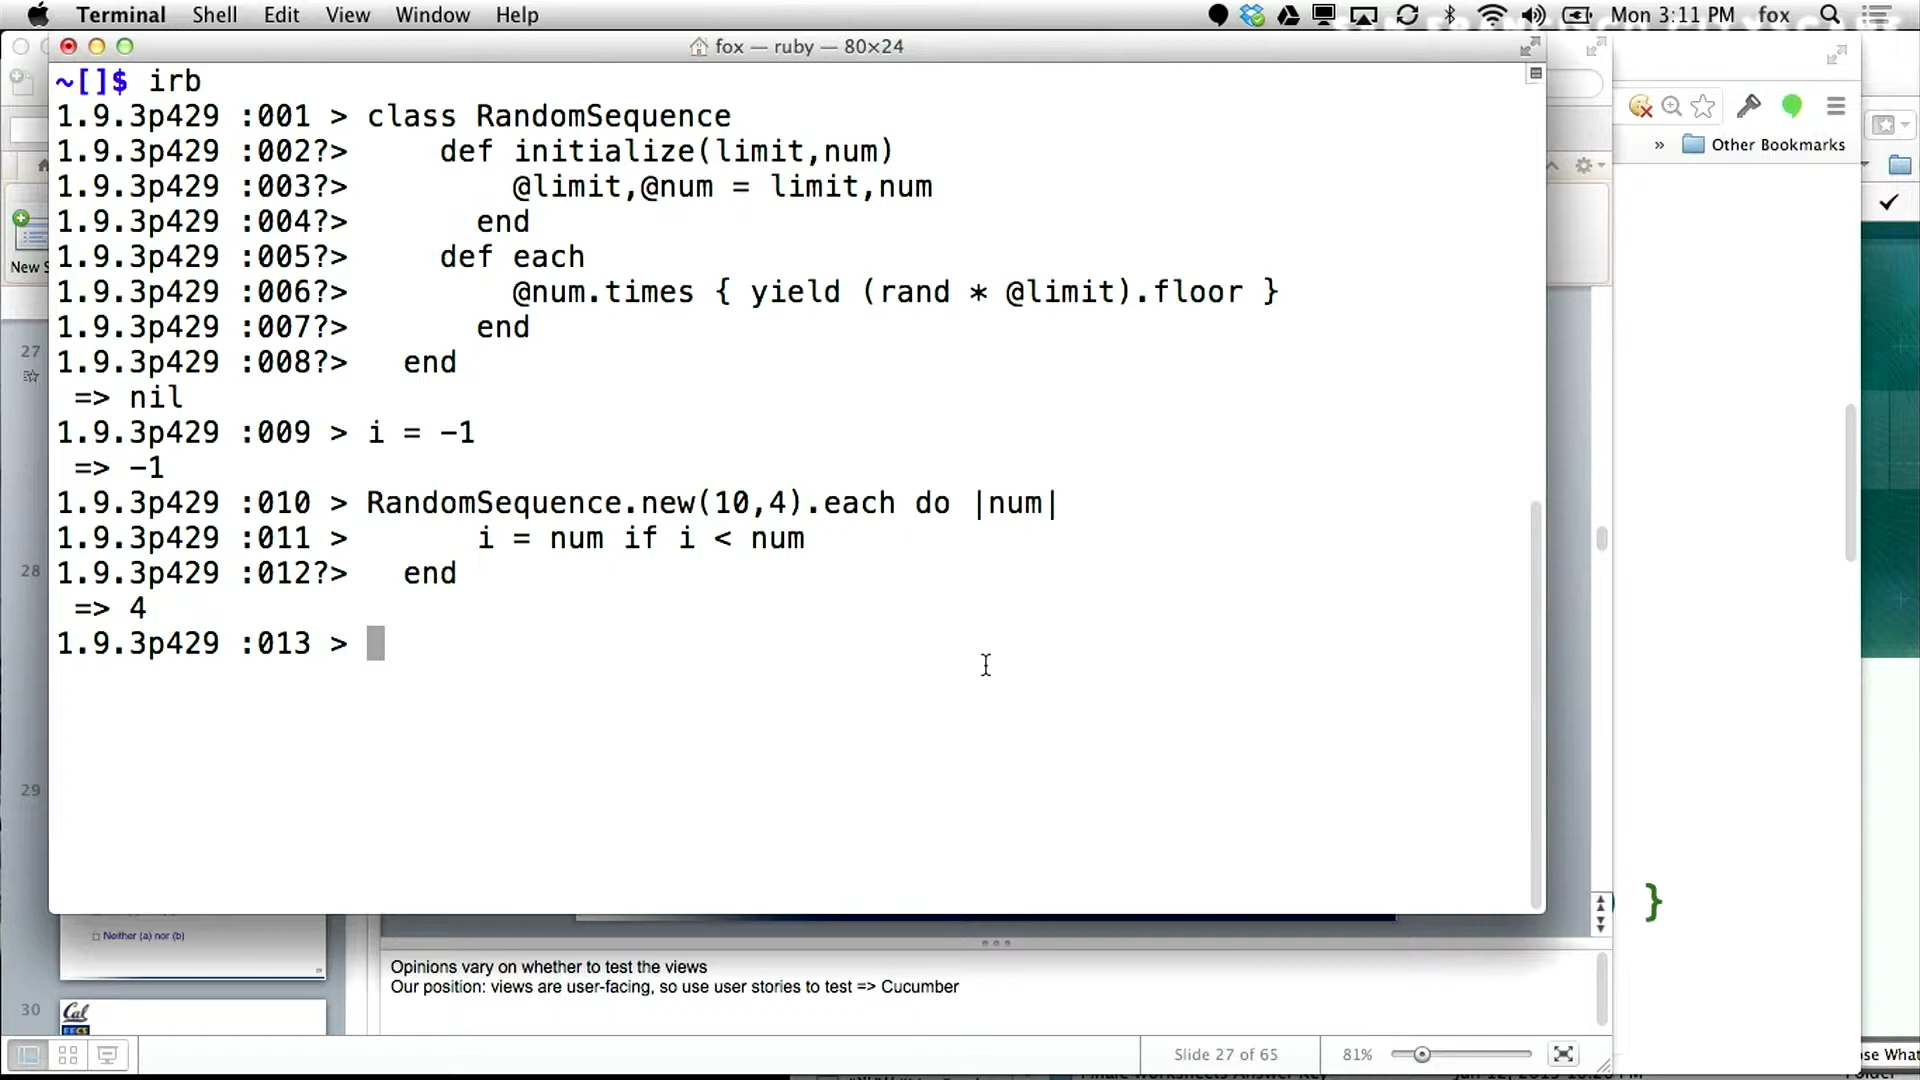 Terminal Shell Edit View Window Help
Mon 3:11 PM fox
fox — ruby — 80×24
~[]$ irb
1.9.3p429 :001 > class RandomSequence
1.9.3p429 :002?>     def initialize(limit,num)
1.9.3p429 :003?>         @limit,@num = limit,num
1.9.3p429 :004?>       end
1.9.3p429 :005?>     def each
1.9.3p429 :006?>         @num.times { yield (rand * @limit).floor }
1.9.3p429 :007?>       end
1.9.3p429 :008?>   end
=> nil
1.9.3p429 :009 > i = -1
=> -1
1.9.3p429 :010 > RandomSequence.new(10,4).each do |num|
1.9.3p429 :011 >       i = num if i < num
1.9.3p429 :012?>   end
=> 4
1.9.3p429 :013 >
» Other Bookmarks
New S
27
28
29
30
}
Neither (a) nor (b)
Cal
Opinions vary on whether to test the views
Our position: views are user-facing, so use user stories to test => Cucumber
Slide 27 of 65
81%
ose What